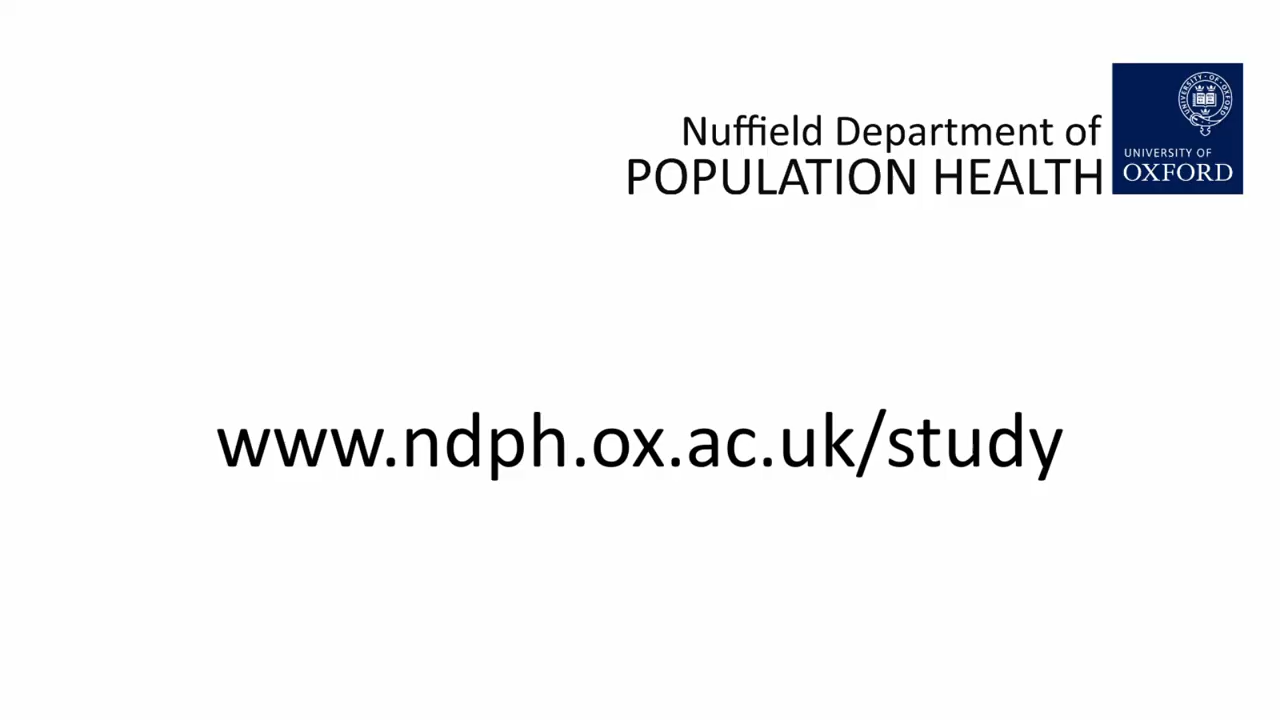 Nuffield Department of
POPULATION HEALTH
UNIVERSITY OF
OXFORD
www.ndph.ox.ac.uk/study